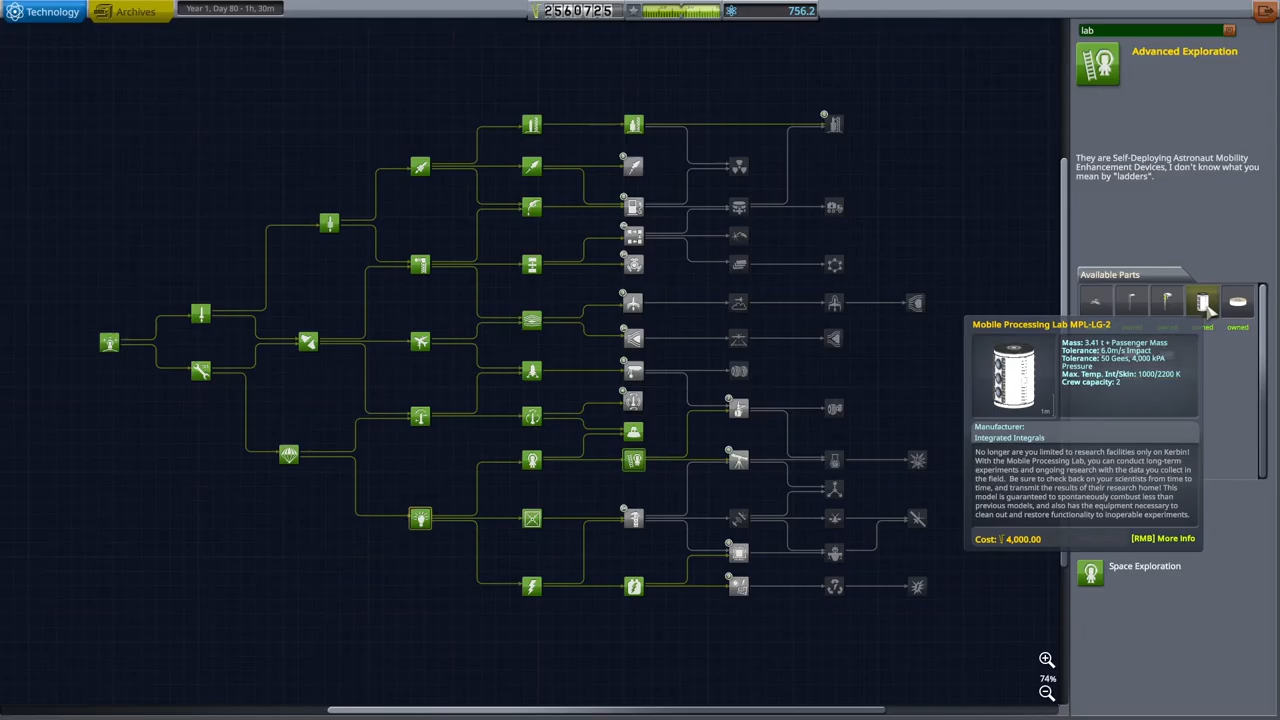 Technology
Archives
Year 1, Day 80 - 1h, 30m
2560725
756.2
lab
Advanced Exploration
They are Self-Deploying Astronaut Mobility
Enhancement Devices, I don't know what you
mean by "ladders".
Available Parts
owned
owned
owned
owned
Mobile Processing Lab MPL-LG-2
Mass: 3.41 t + Passenger Mass
Tolerance: 6.0m/s Impact
Tolerance: 50 Gees, 4,000 kPA
Pressure
Max. Temp. Int/Skin: 1000/2200 K
Crew capacity: 2
1m
Manufacturer:
Integrated Integrals
No longer are you limited to research facilities only on Kerbin!
With the Mobile Processing Lab, you can conduct long-term
experiments and ongoing research with the data you collect in
the field. Be sure to check back on your scientists from time to
time, and transmit the results of their research home! This
model is guaranteed to spontaneously combust less than
previous models, and also has the equipment necessary to
clean out and restore functionality to inoperable experiments.
Cost: 4,000.00
[RMB] More Info
Space Exploration
74%